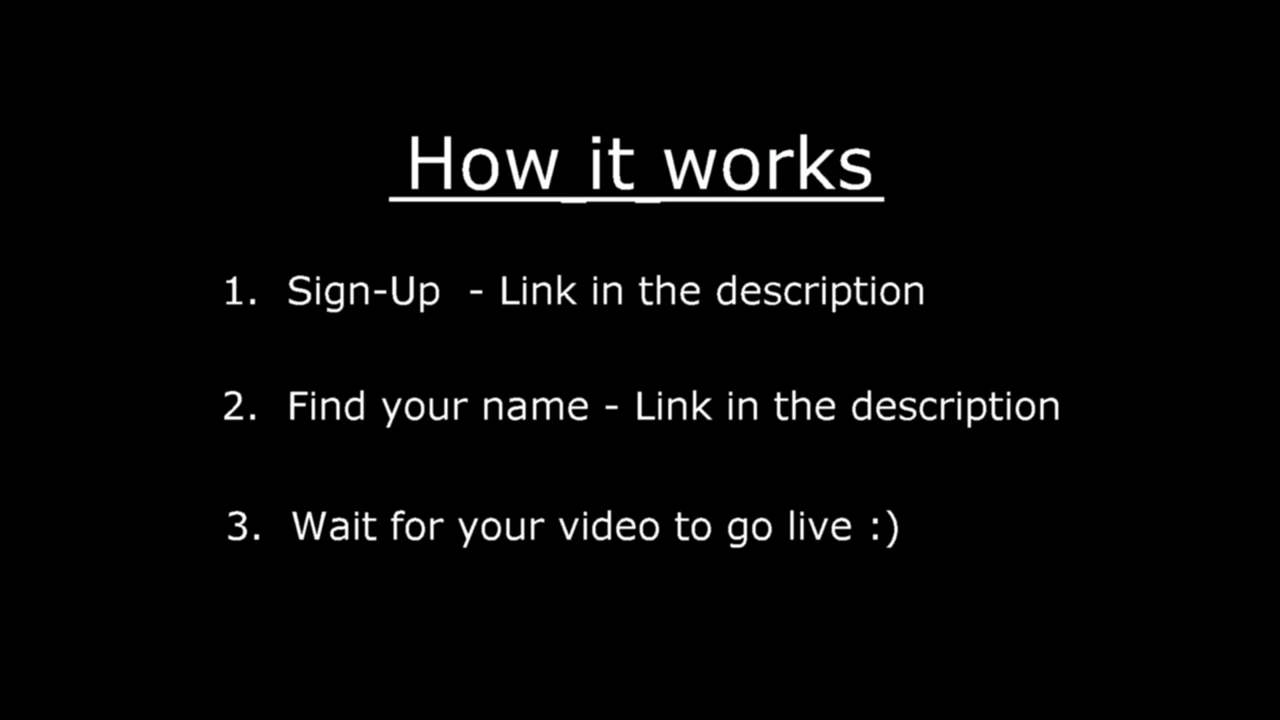 How it works
1. Sign-Up - Link in the description
2. Find your name - Link in the description
3. Wait for your video to go live :)